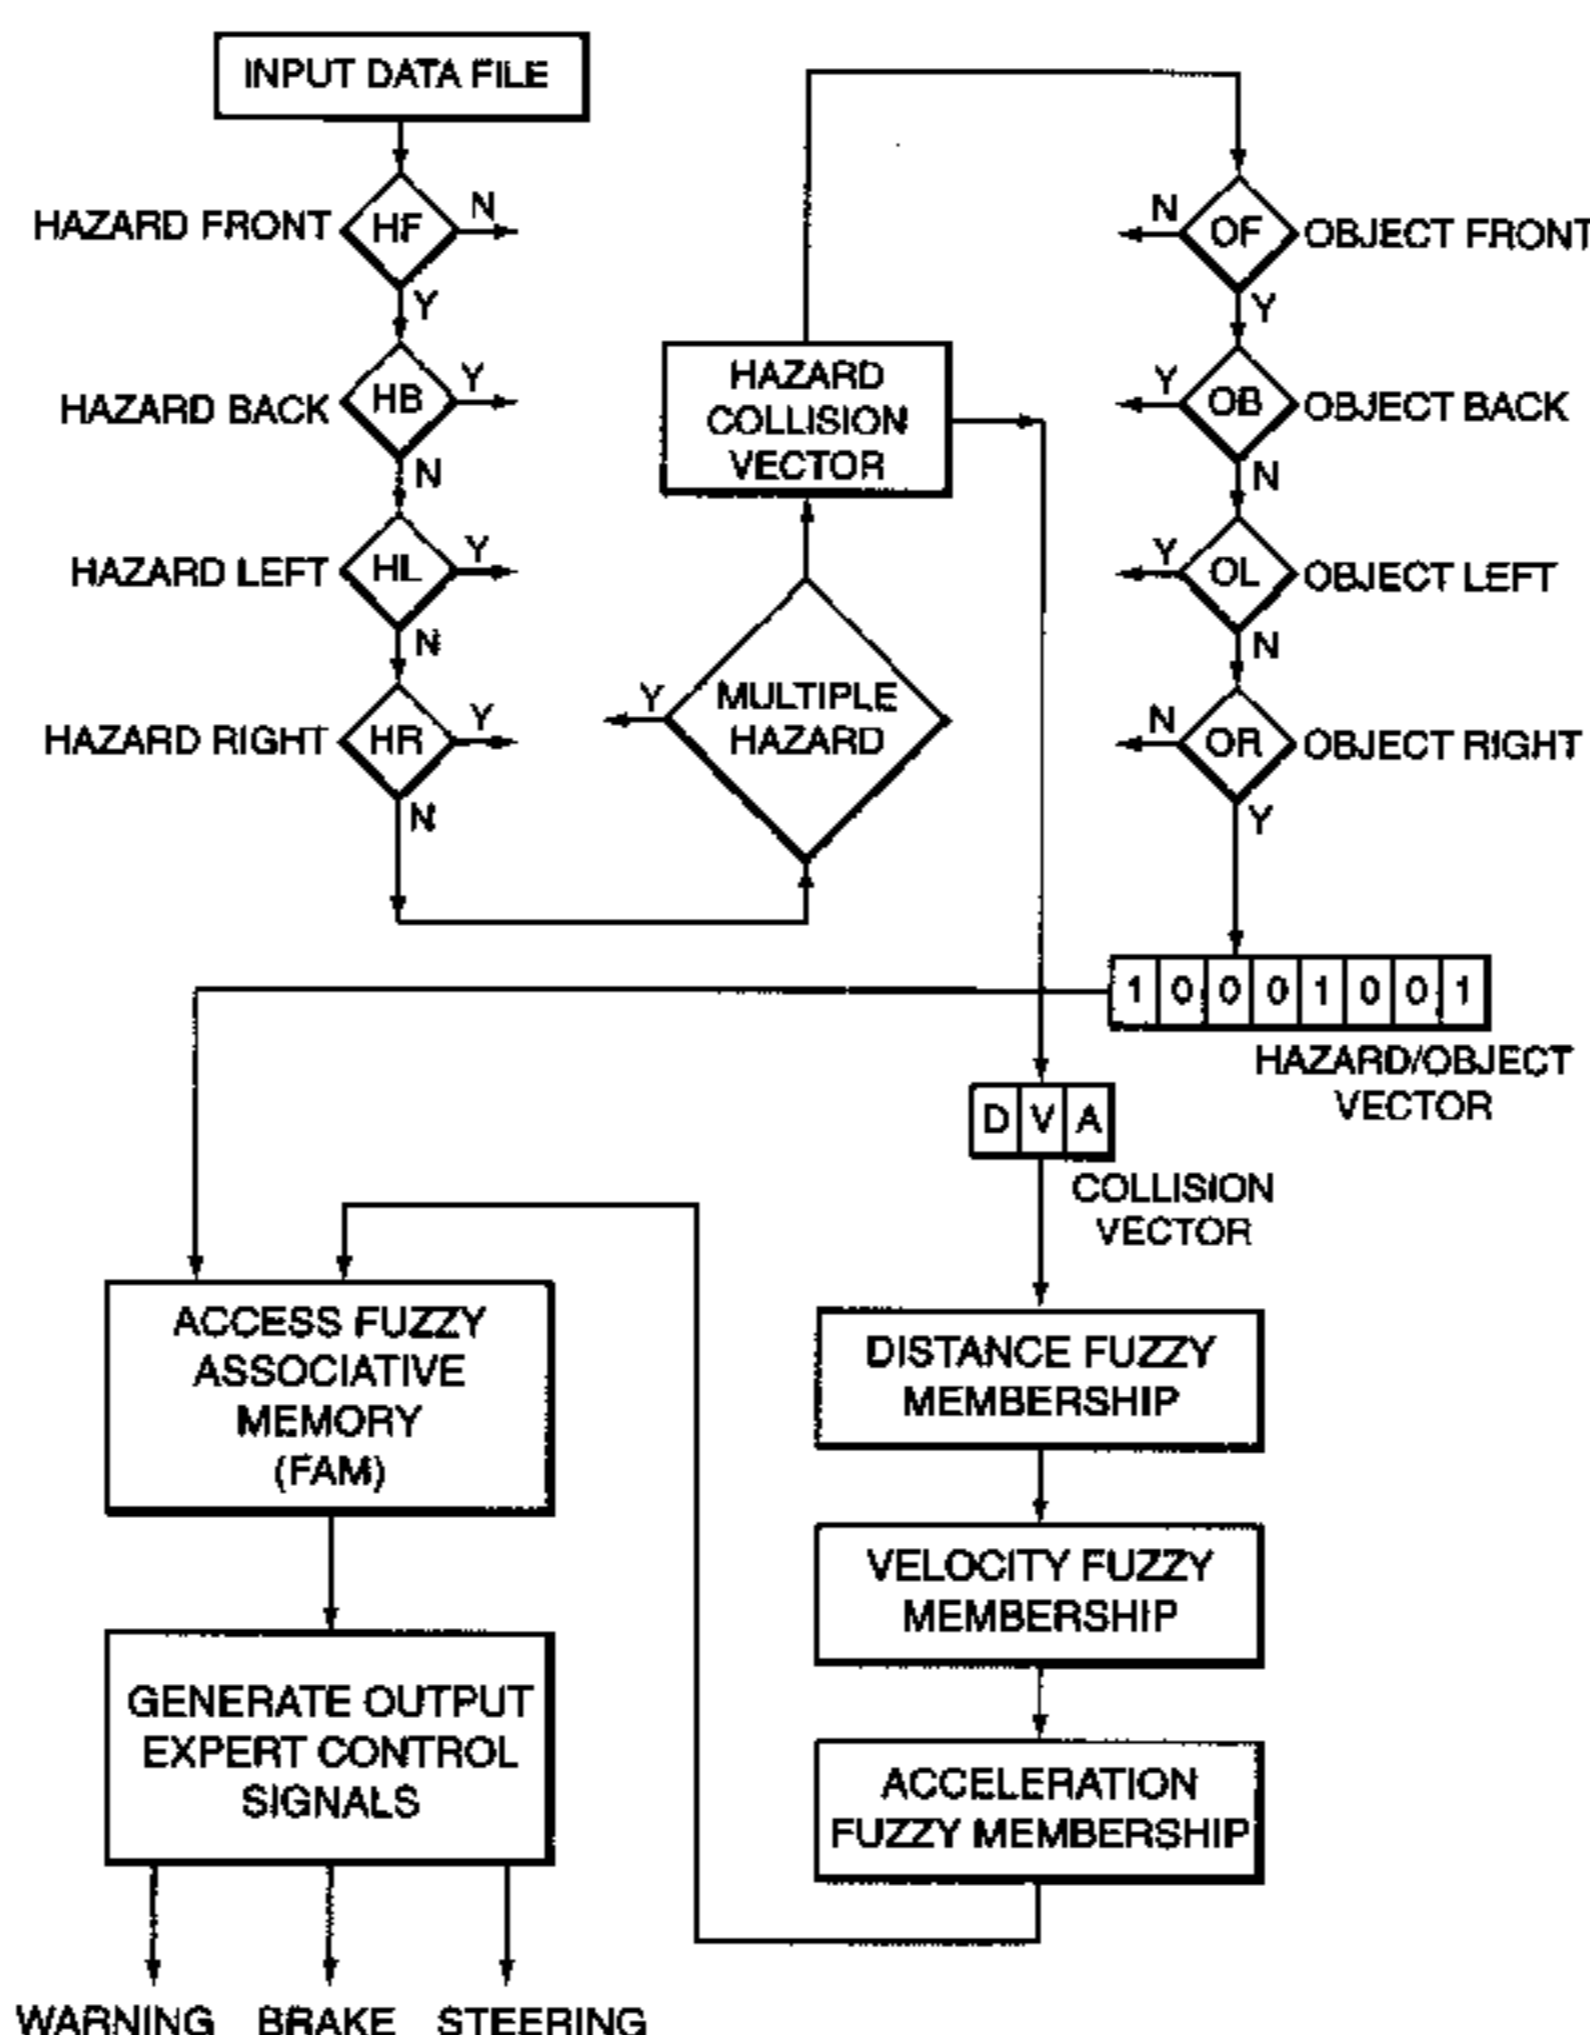 INPUT DATA FILE
HAZARD FRONT
HF
N
Y
HAZARD BACK
HB
Y
N
HAZARD LEFT
HL
Y
N
HAZARD RIGHT
HR
Y
N
HAZARD
COLLISION
VECTOR
Y
MULTIPLE
HAZARD
N
OF
OBJECT FRONT
Y
Y
OB
OBJECT BACK
N
Y
OL
OBJECT LEFT
N
N
OR
OBJECT RIGHT
Y
1 0 0 0 1 0 0 1
HAZARD/OBJECT
VECTOR
D V A
COLLISION
VECTOR
ACCESS FUZZY
ASSOCIATIVE
MEMORY
(FAM)
DISTANCE FUZZY
MEMBERSHIP
VELOCITY FUZZY
MEMBERSHIP
GENERATE OUTPUT
EXPERT CONTROL
SIGNALS
ACCELERATION
FUZZY MEMBERSHIP
WARNING BRAKE STEERING